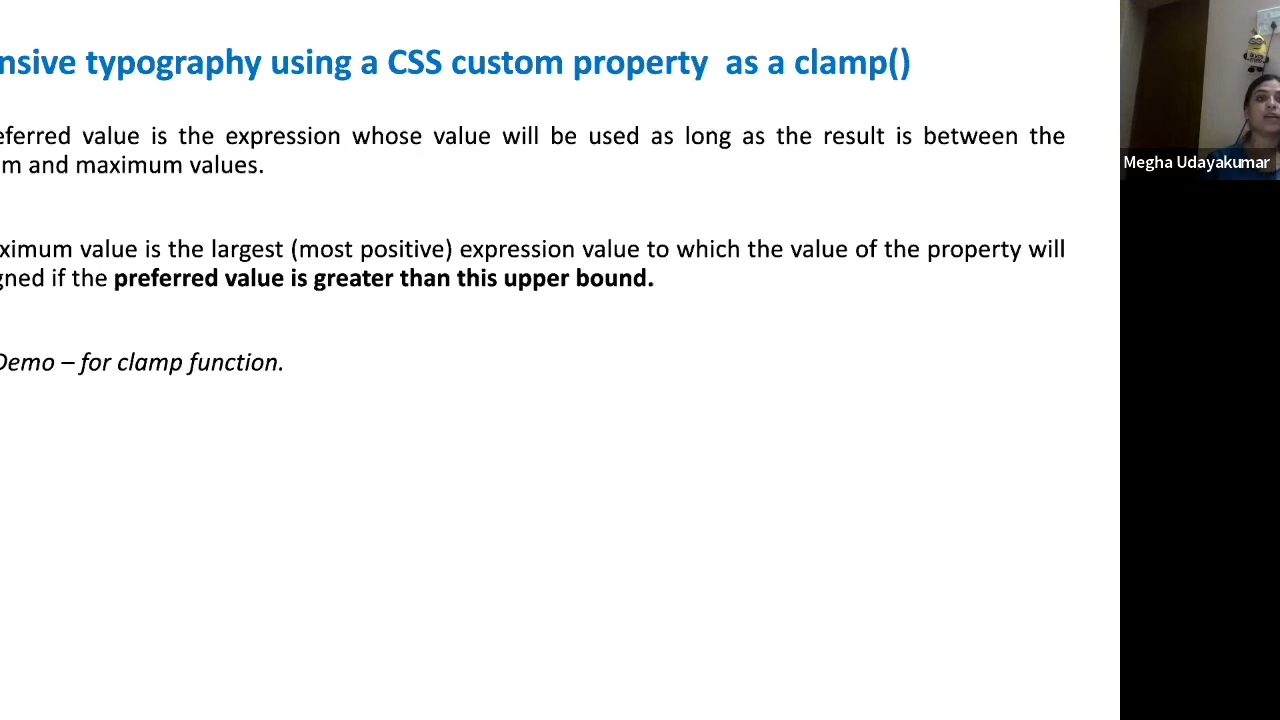 nsive typography using a CSS custom property as a clamp()
eferred value is the expression whose value will be used as long as the result is between the
m and maximum values.
ximum value is the largest (most positive) expression value to which the value of the property will
gned if the preferred value is greater than this upper bound.
Demo – for clamp function.
Megha Udayakumar